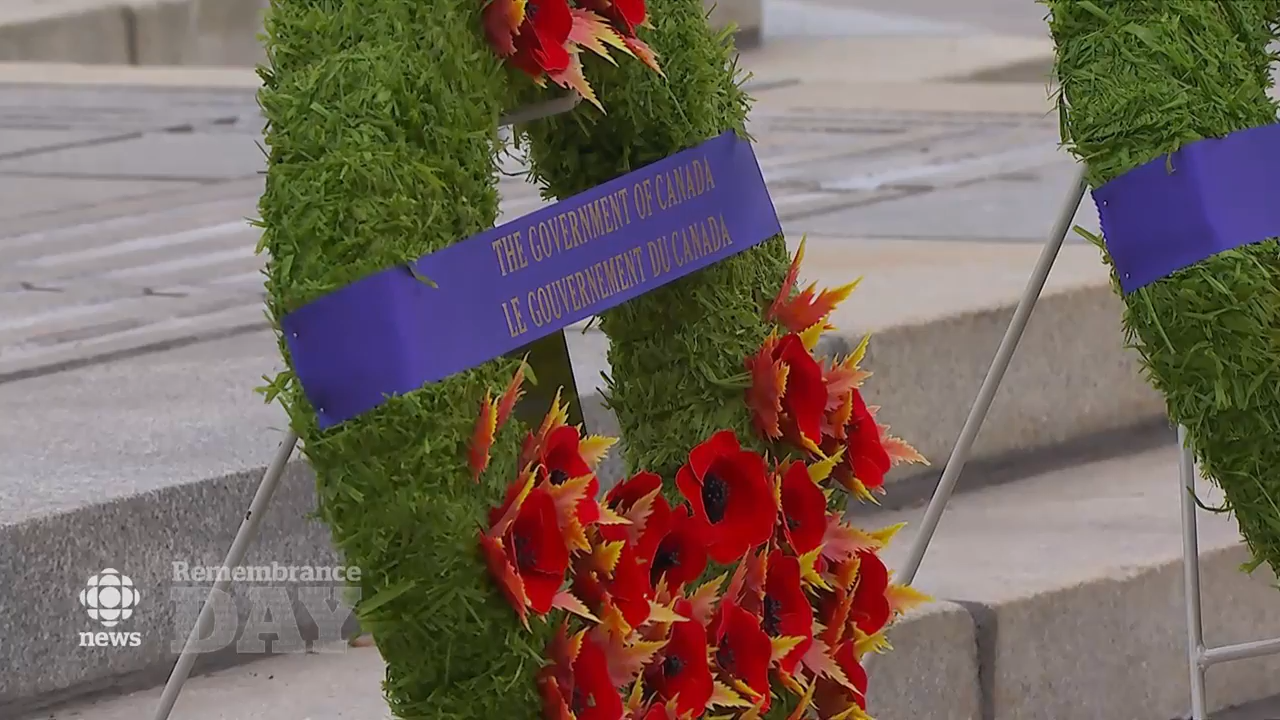 THE GOVERNMENT OF CANADA
LE GOUVERNEMENT DU CANADA
Remembrance
DAY
news